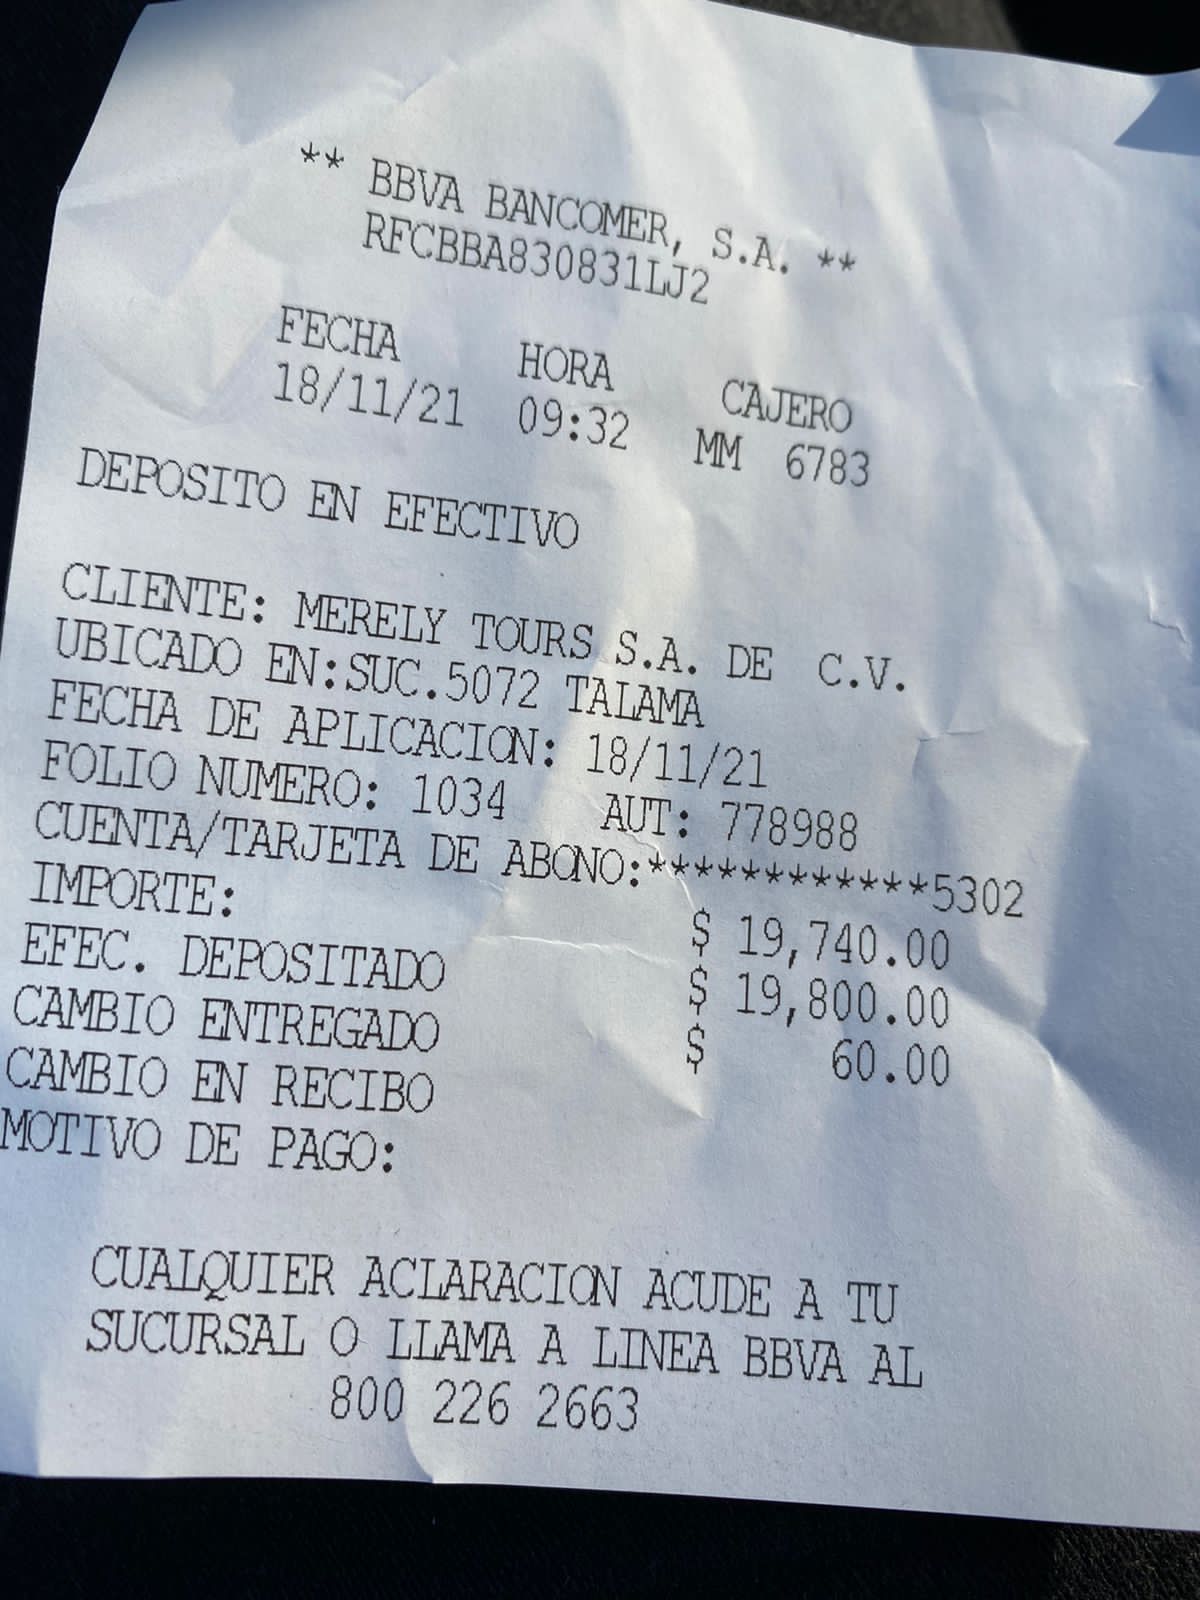 ** BBVA BANCOMER, S.A. **
RFCBBA830831LJ2
FECHA HORA CAJERO
18/11/21 09:32 MM 6783
DEPOSITO EN EFECTIVO
CLIENTE: MERELY TOURS S.A. DE C.V.
UBICADO EN:SUC.5072 TALAMA
FECHA DE APLICACION: 18/11/21
FOLIO NUMERO: 1034 AUT: 778988
CUENTA/TARJETA DE ABONO:************5302
IMPORTE: $ 19,740.00
EFEC. DEPOSITADO $ 19,800.00
CAMBIO ENTREGADO $ 60.00
CAMBIO EN RECIBO
MOTIVO DE PAGO:
CUALQUIER ACLARACION ACUDE A TU
SUCURSAL O LLAMA A LINEA BBVA AL
800 226 2663